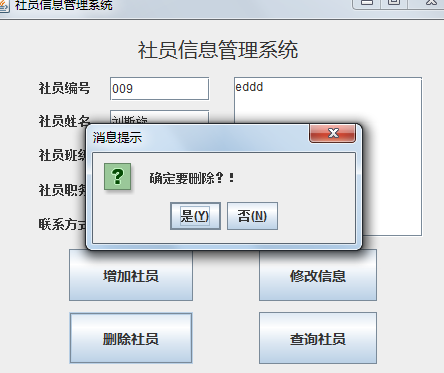 社员信息管理系统
社员信息管理系统
社员编号 009
eddd
社员姓名
社员班
社员职
联系方式
消息提示
确定要删除?!
是(Y) 否(N)
增加社员 修改信息
删除社员 查询社员